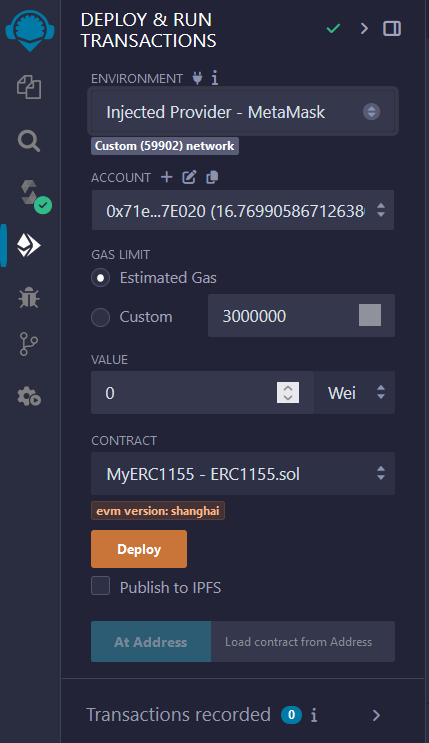 DEPLOY & RUN
TRANSACTIONS
ENVIRONMENT
Injected Provider - MetaMask
Custom (59902) network
ACCOUNT
0x71e...7E020 (16.76990586712638
GAS LIMIT
Estimated Gas
Custom
3000000
VALUE
0
Wei
CONTRACT
MyERC1155 - ERC1155.sol
evm version: shanghai
Deploy
Publish to IPFS
At Address
Load contract from Address
Transactions recorded 0